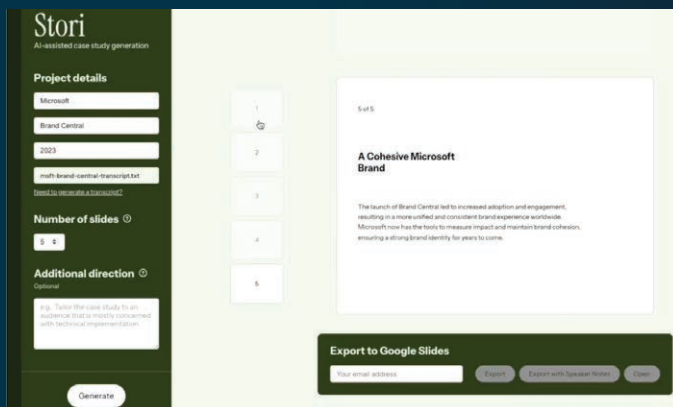 Stori
AI-assisted case study generation
Project details
Microsoft
Brand Central
2023
msft-brand-central-transcript.txt
Need to generate a transcript?
Number of slides ?
5
Additional direction ?
Optional
e.g. Tailor the case study to an
audience that is mostly concerned
with technical implementation
Generate
1
2
3
4
5
5 of 5
A Cohesive Microsoft
Brand
The launch of Brand Central led to increased adoption and engagement,
resulting in a more unified and consistent brand experience worldwide.
Microsoft now has the tools to measure impact and maintain brand cohesion,
ensuring a strong brand identity for years to come.
Export to Google Slides
Your email address
Export
Export with Speaker Notes
Open